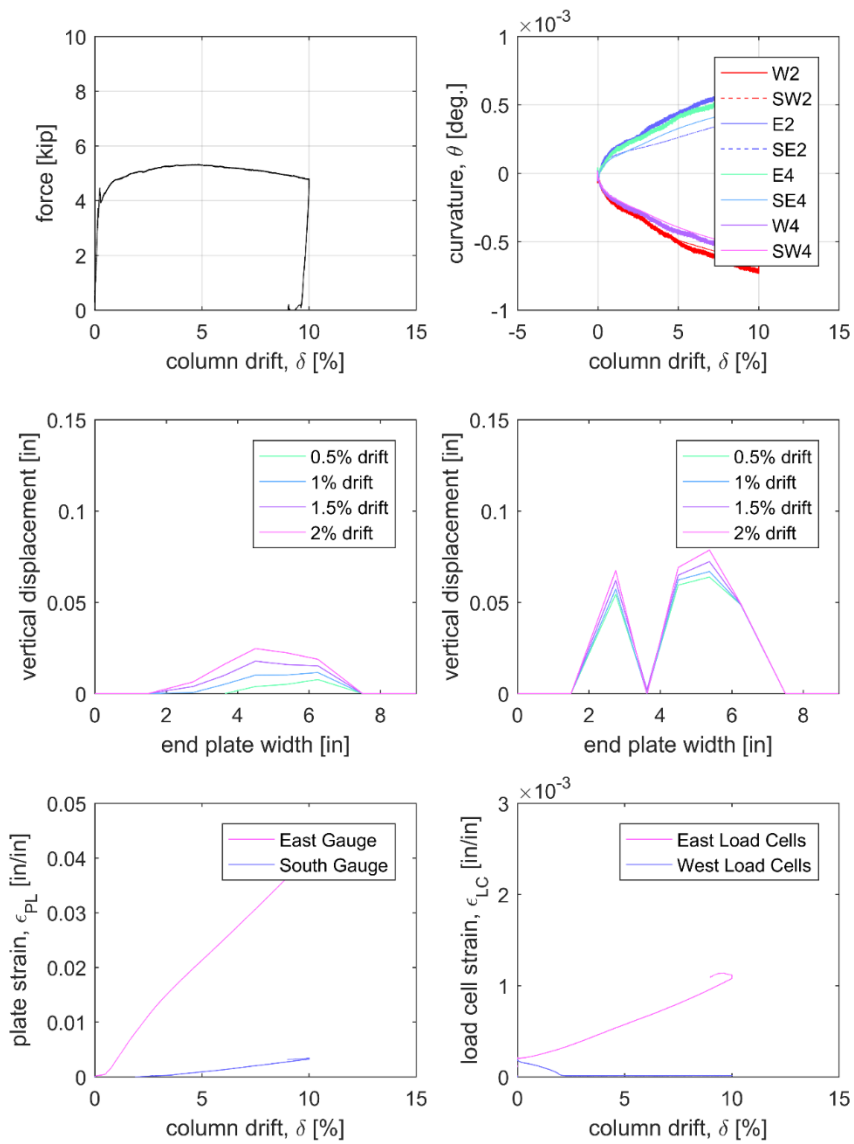 10
8
6
4
2
0
force [kip]
0 5 10 15
column drift, δ [%]
×10⁻³
1
0.5
0
-0.5
-1
curvature, θ [deg.]
W2
SW2
E2
SE2
E4
SE4
W4
SW4
-5 0 5 10 15
column drift, δ [%]
0.15
0.1
0.05
0
vertical displacement [in]
0.5% drift
1% drift
1.5% drift
2% drift
0 2 4 6 8
end plate width [in]
0.15
0.1
0.05
0
vertical displacement [in]
0.5% drift
1% drift
1.5% drift
2% drift
0 2 4 6 8
end plate width [in]
0.05
0.04
0.03
0.02
0.01
0
plate strain, ϵPL [in/in]
East Gauge
South Gauge
0 5 10 15
column drift, δ [%]
×10⁻³
3
2
1
0
load cell strain, ϵLC [in/in]
East Load Cells
West Load Cells
0 5 10 15
column drift, δ [%]